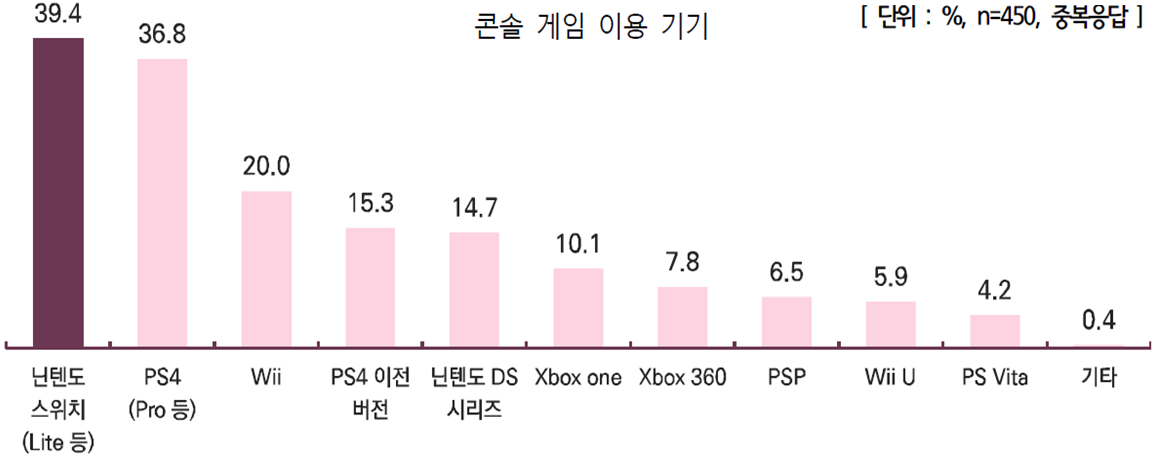 콘솔 게임 이용 기기
[ 단위 : %, n=450, 중복응답 ]
39.4
36.8
20.0
15.3
14.7
10.1
7.8
6.5
5.9
4.2
0.4
닌텐도
스위치
(Lite 등)
PS4
(Pro 등)
Wii
PS4 이전
버전
닌텐도 DS
시리즈
Xbox one
Xbox 360
PSP
Wii U
PS Vita
기타